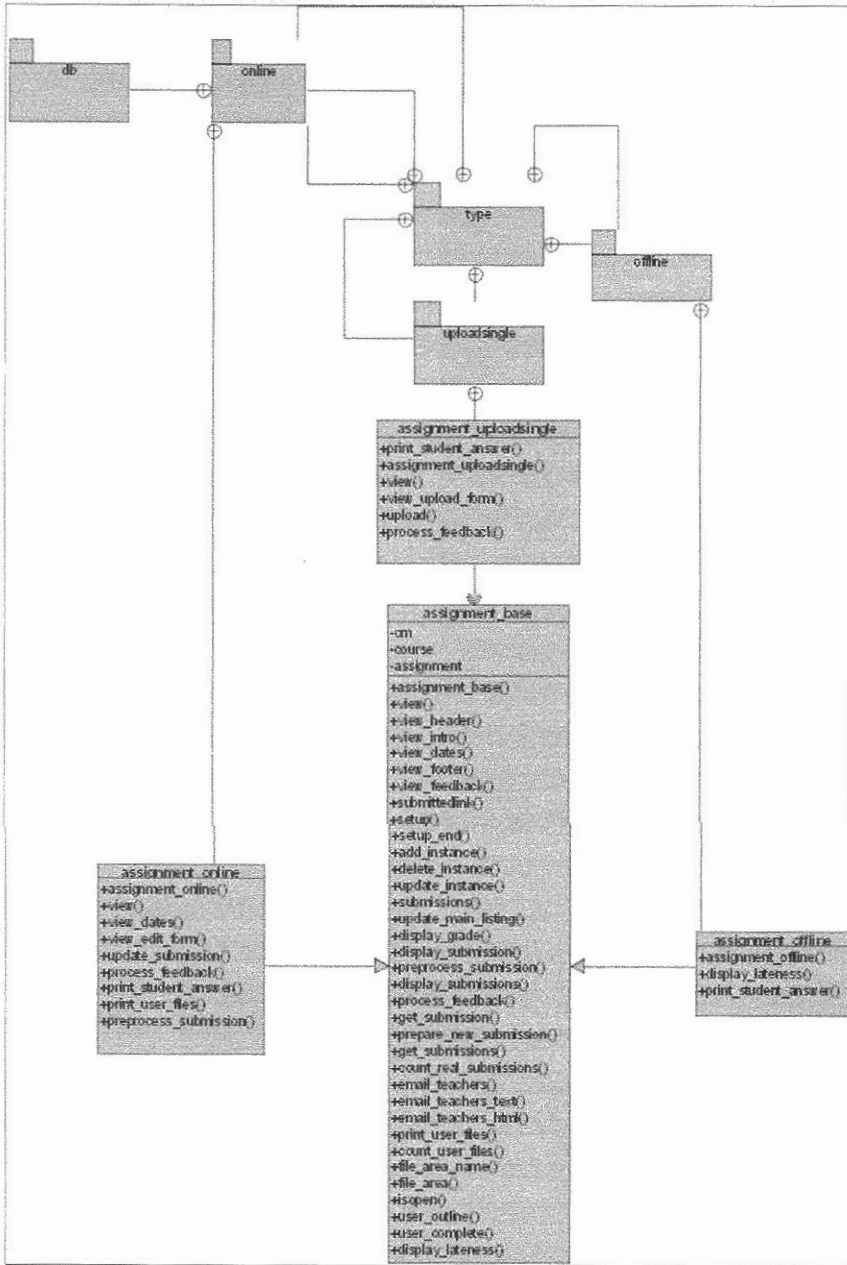 db
online
type
offline
uploadsingle
assignment_uploadsingle
+print_student_answer()
+assignment_uploadsingle()
+view()
+view_upload_form()
+upload()
+process_feedback()
assignment_base
-cm
-course
-assignment
+assignment_base()
+view()
+view_header()
+view_intro()
+view_dates()
+view_footer()
+view_feedback()
+submittedlink()
+setup()
+setup_end()
+add_instance()
+delete_instance()
+update_instance()
+submissions()
+update_main_listing()
+display_grade()
+display_submission()
+preprocess_submission()
+display_submissions()
+process_feedback()
+get_submission()
+prepare_new_submission()
+get_submissions()
+count_real_submissions()
+email_teachers()
+email_teachers_text()
+email_teachers_html()
+print_user_files()
+count_user_files()
+file_area_name()
+file_area()
+isopen()
+user_outline()
+user_complete()
+display_lateness()
assignment_online
+assignment_online()
+view()
+view_dates()
+view_edit_form()
+update_submission()
+process_feedback()
+print_student_answer()
+print_user_files()
+preprocess_submission()
assignment_offline
+assignment_offline()
+display_lateness()
+print_student_answer()